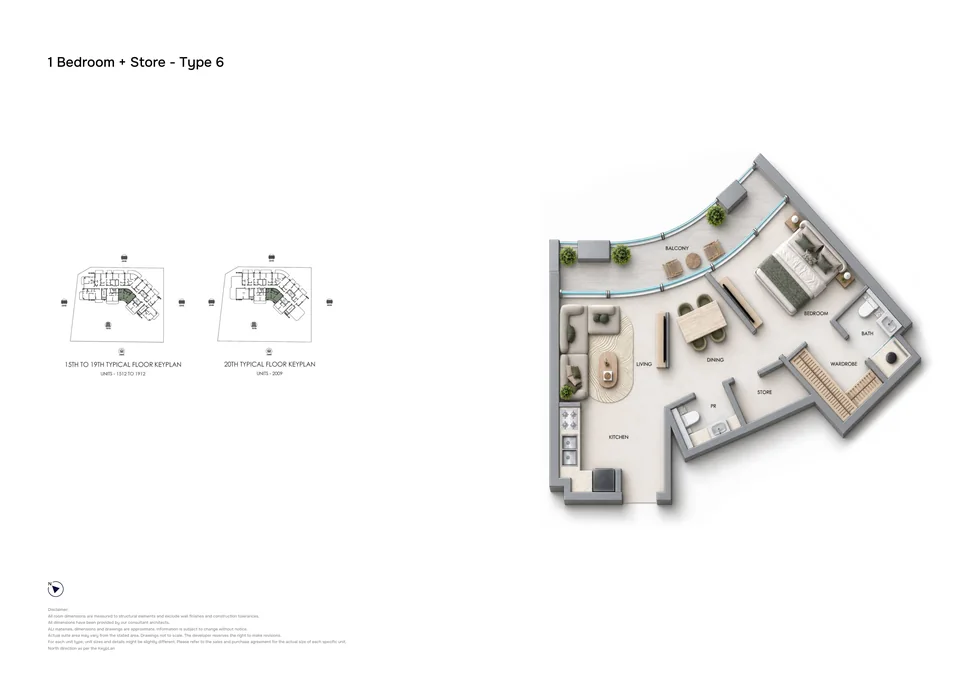 1 Bedroom + Store - Type 6
15TH TO 19TH TYPICAL FLOOR KEYPLAN
UNITS - 1512 TO 1912
20TH TYPICAL FLOOR KEYPLAN
UNITS - 2009
BALCONY
BEDROOM
BATH
LIVING
DINING
WARDROBE
STORE
PR
KITCHEN
N
Disclaimer:
All room dimensions are measured to structural elements and exclude wall finishes and construction tolerances.
All dimensions have been provided by our consultant architects.
All materials, dimensions and drawings are approximate. Information is subject to change without notice.
Actual suite area may vary from the stated area. Drawings not to scale. The developer reserves the right to make revisions.
For each unit type, unit sizes and details might be slightly different. Please refer to the sales and purchase agreement for the actual size of each specific unit.
North direction as per the Keyplan